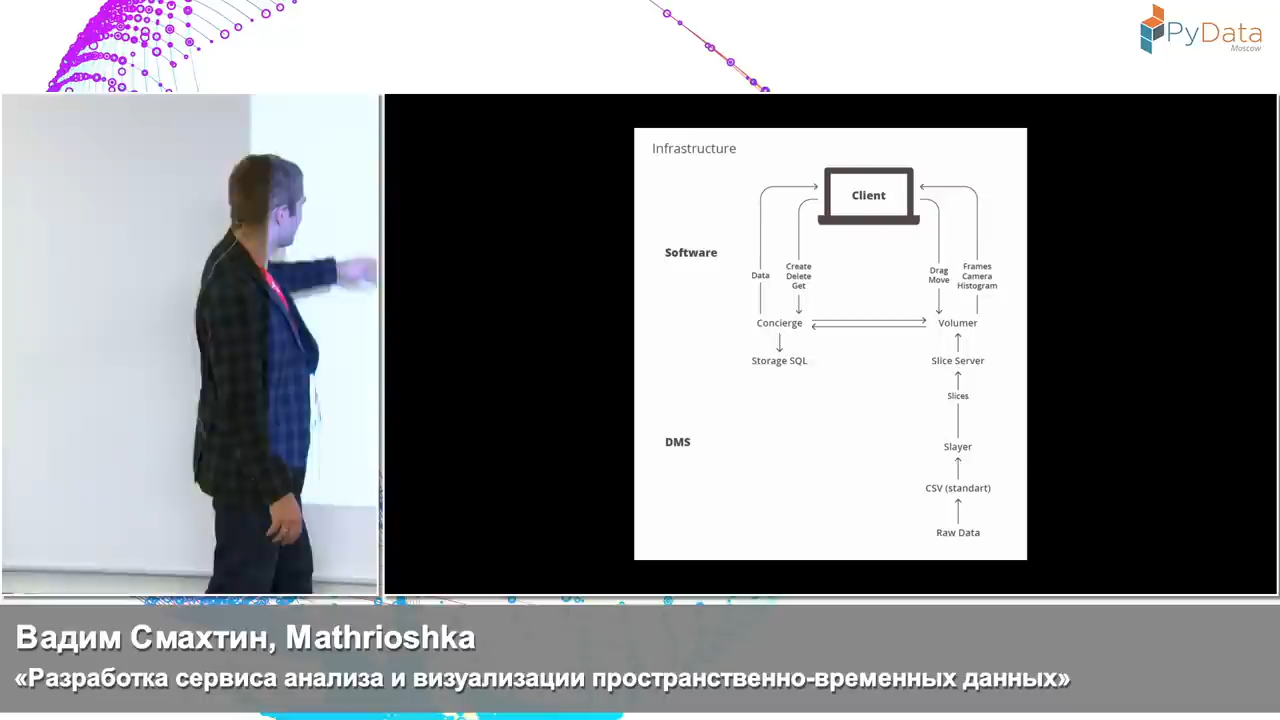 PyData
Moscow
Infrastructure
Client
Software
Data
Create
Delete
Get
Drag
Move
Frames
Camera
Histogram
Concierge
Volumer
Storage SQL
Slice Server
Slices
DMS
Slayer
CSV (standart)
Raw Data
Вадим Смахтин, Mathrioshka
«Разработка сервиса анализа и визуализации пространственно-временных данных»